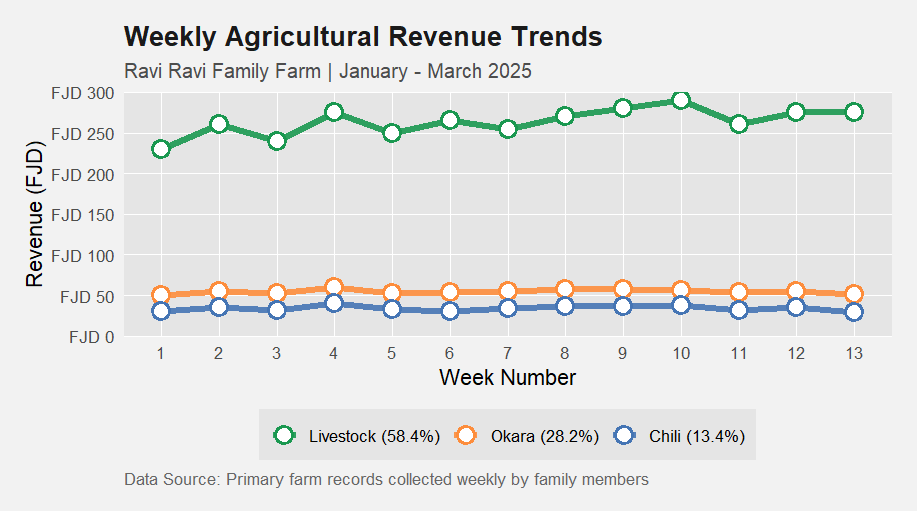 Weekly Agricultural Revenue Trends
Ravi Ravi Family Farm | January - March 2025
Revenue (FJD)
FJD 300
FJD 250
FJD 200
FJD 150
FJD 100
FJD 50
FJD 0
1 2 3 4 5 6 7 8 9 10 11 12 13
Week Number
Livestock (58.4%) Okara (28.2%) Chili (13.4%)
Data Source: Primary farm records collected weekly by family members